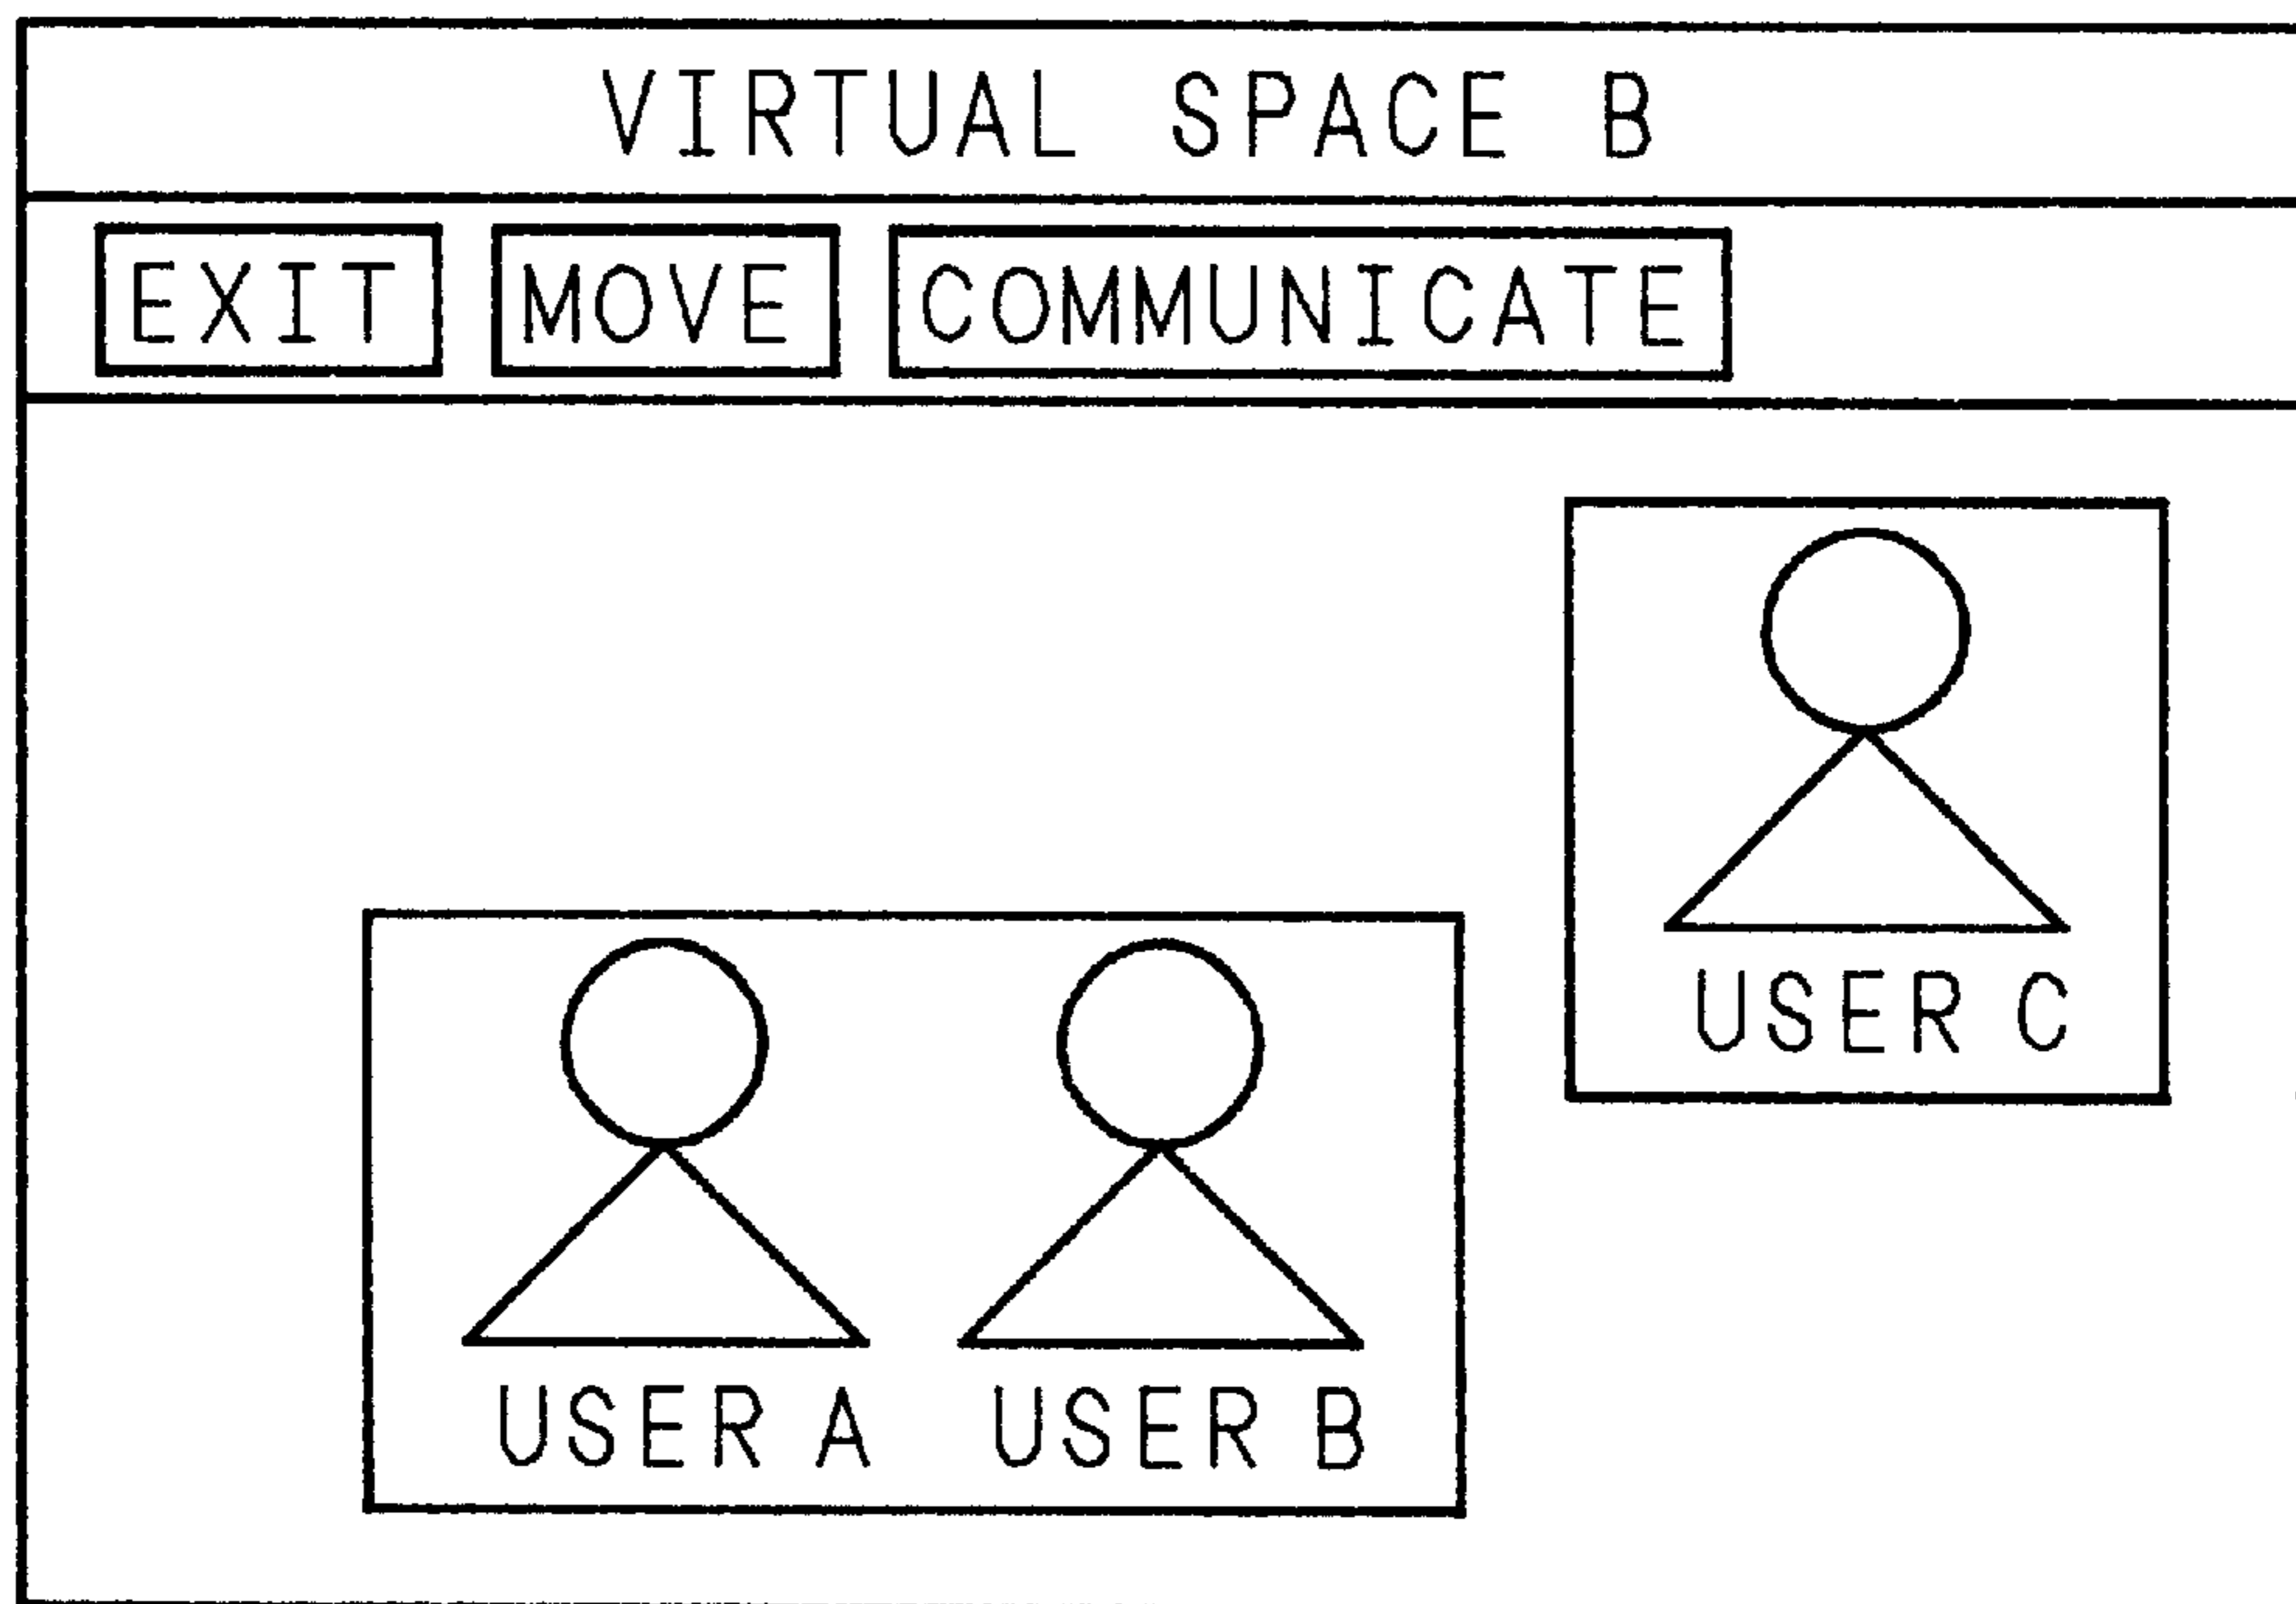 VIRTUAL SPACE B
EXIT MOVE COMMUNICATE
USER C
USER A USER B